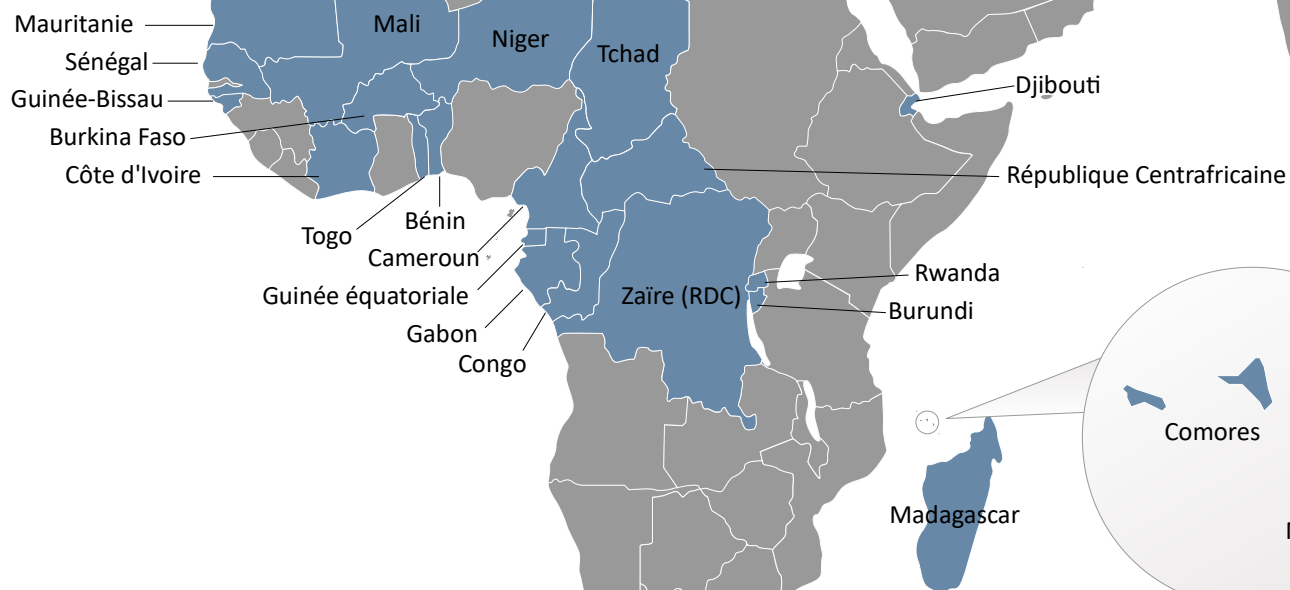 Mauritanie
Mali
Niger
Tchad
Sénégal
Djibouti
Guinée-Bissau
Burkina Faso
Côte d'Ivoire
République Centrafricaine
Bénin
Togo
Cameroun
Rwanda
Guinée équatoriale
Zaïre (RDC)
Burundi
Gabon
Congo
Comores
Madagascar